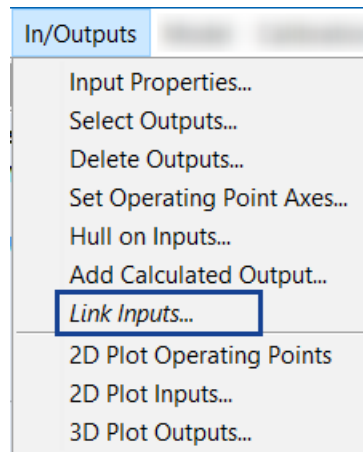 In/Outputs
Input Properties...
Select Outputs...
Delete Outputs...
Set Operating Point Axes...
Hull on Inputs...
Add Calculated Output...
Link Inputs...
2D Plot Operating Points
2D Plot Inputs...
3D Plot Outputs...